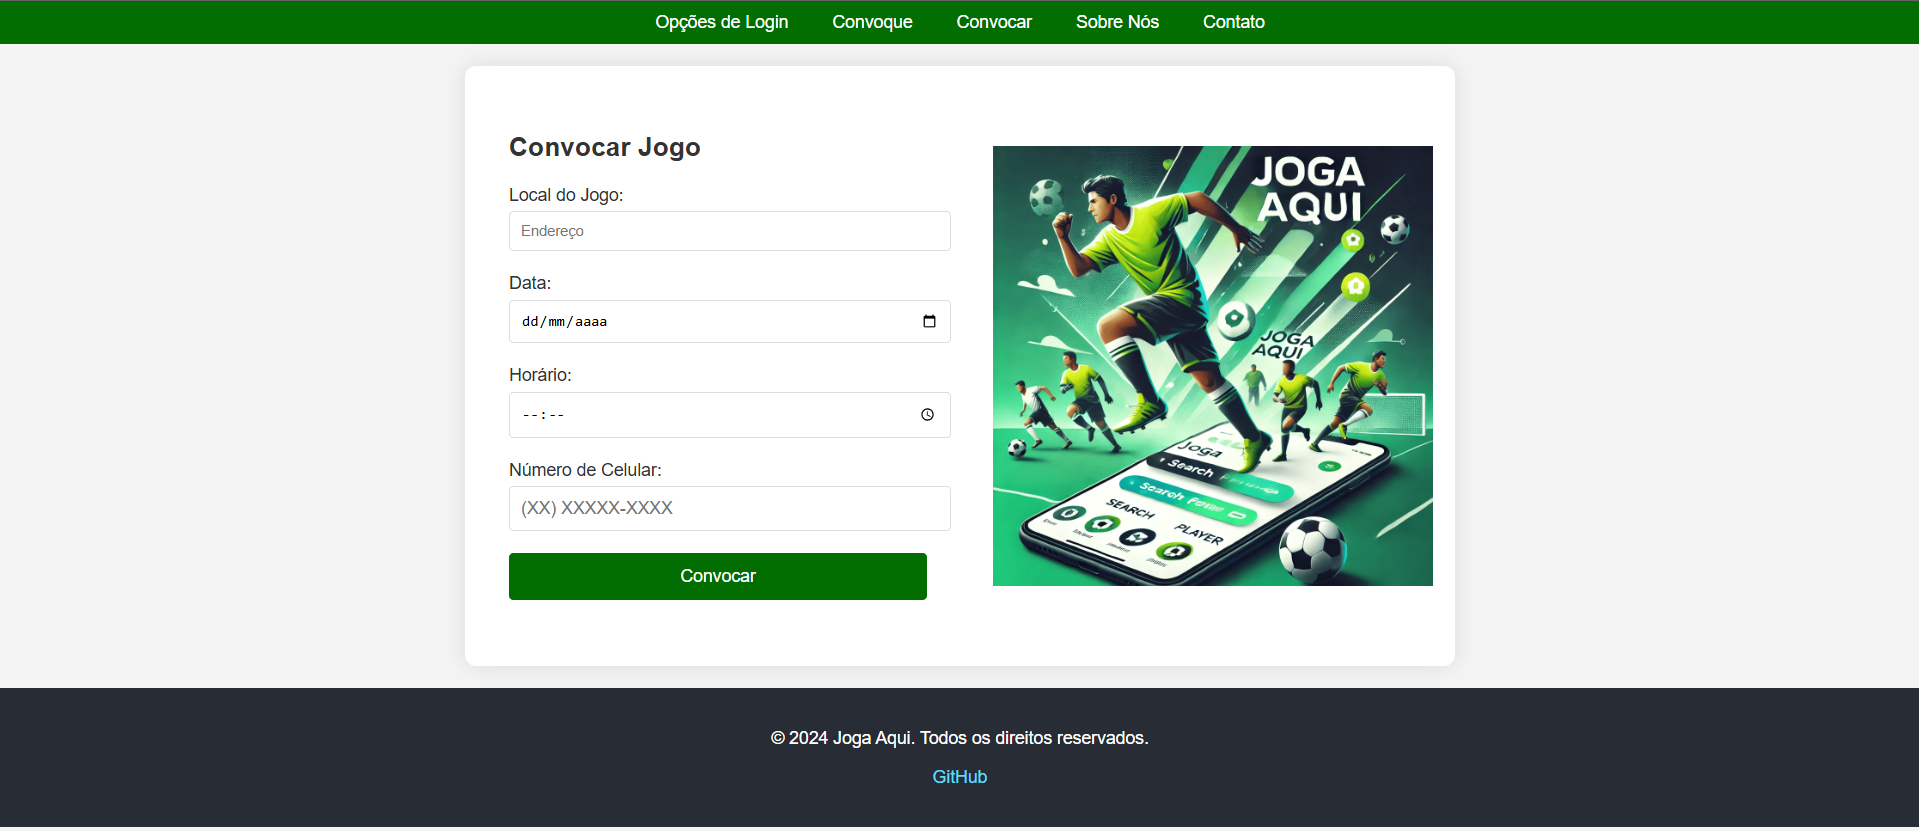 Opções de Login Convoque Convocar Sobre Nós Contato
Convocar Jogo
Local do Jogo:
Endereço
Data:
dd/mm/aaaa
Horário:
--:--
Número de Celular:
(XX) XXXXX-XXXX
Convocar
JOGA
AQUI
JOGA
AQUI
Joga
Search
Search
SEARCH
PLAYER
© 2024 Joga Aqui. Todos os direitos reservados.
GitHub